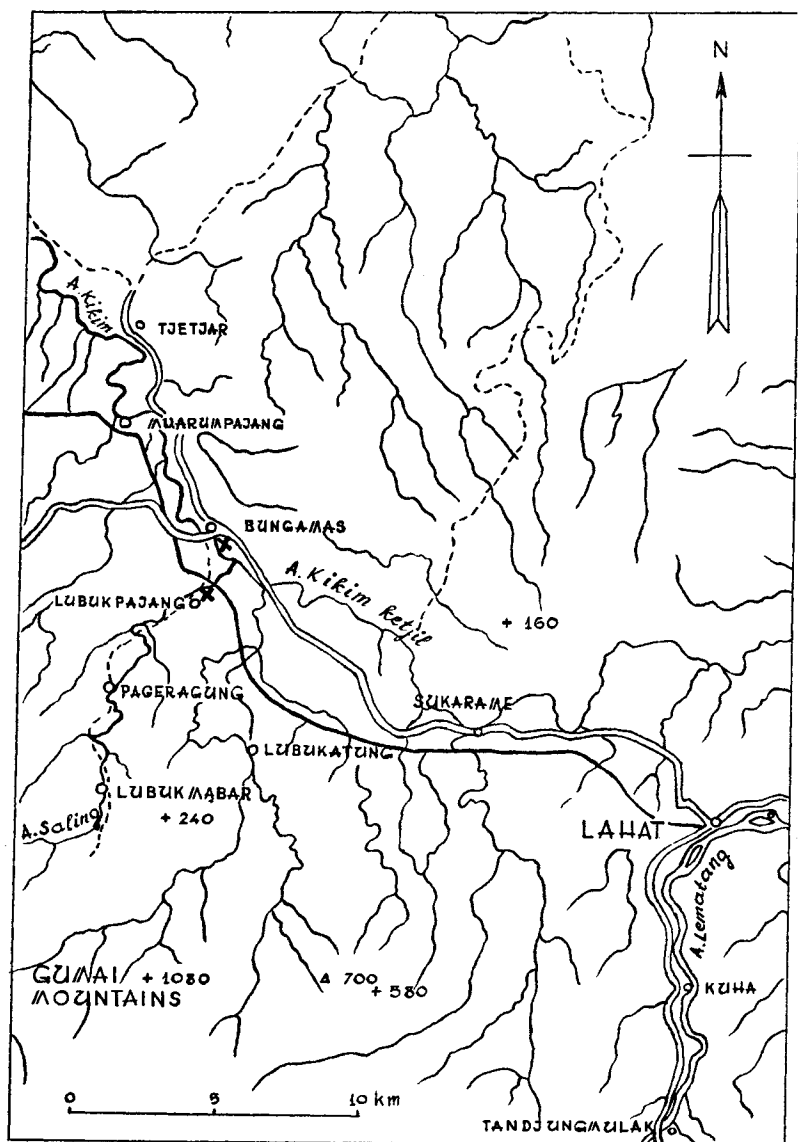 N
A. Kikim
TJETJAR
MUARUMPAJANG
BUNGAMAS
A. Kikim ketjil
LUBUKPAJANG
+ 160
PAGERAGUNG
SUKARAME
LUBUKATUNG
LUBUKMABAR
A. Saling
+ 240
LAHAT
A. Lematang
GUMAI
MOUNTAINS
+ 1080
700
+ 580
KUHA
0 5 10 km
TANDJUNGMULAK